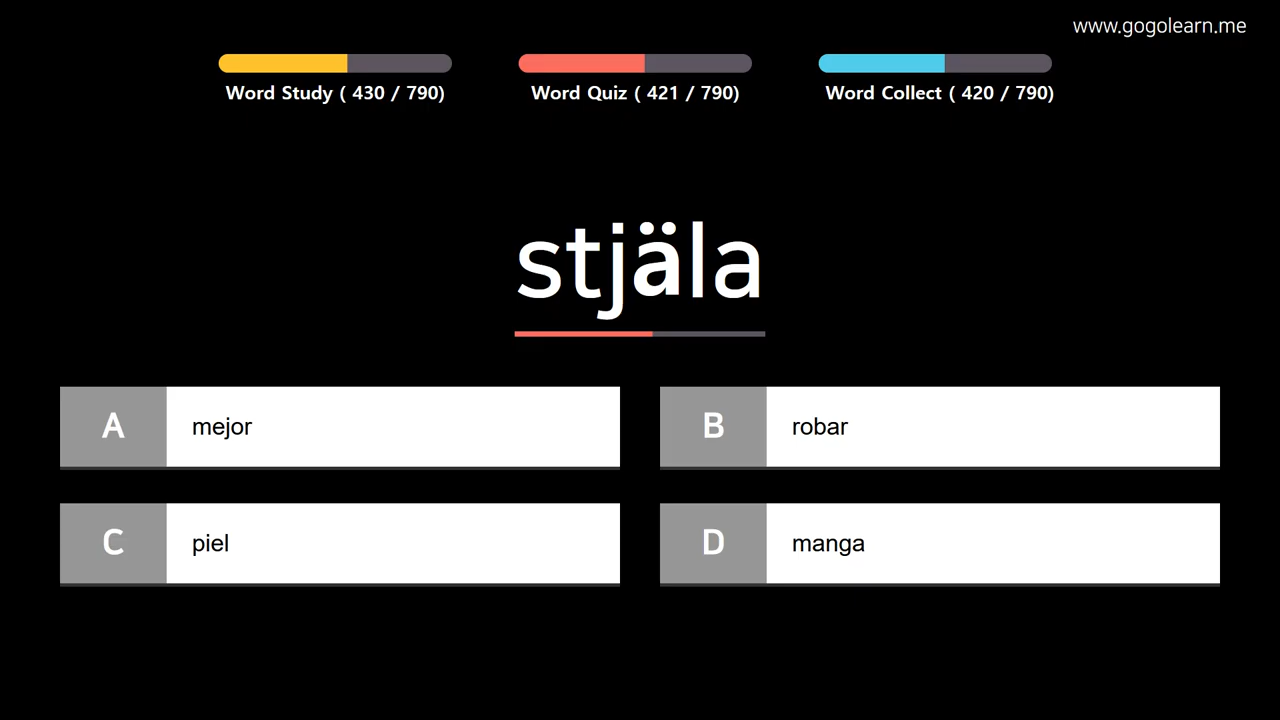 www.gogolearn.me
Word Study ( 430 / 790)
Word Quiz ( 421 / 790)
Word Collect ( 420 / 790)
stjäla
A mejor
B robar
C piel
D manga